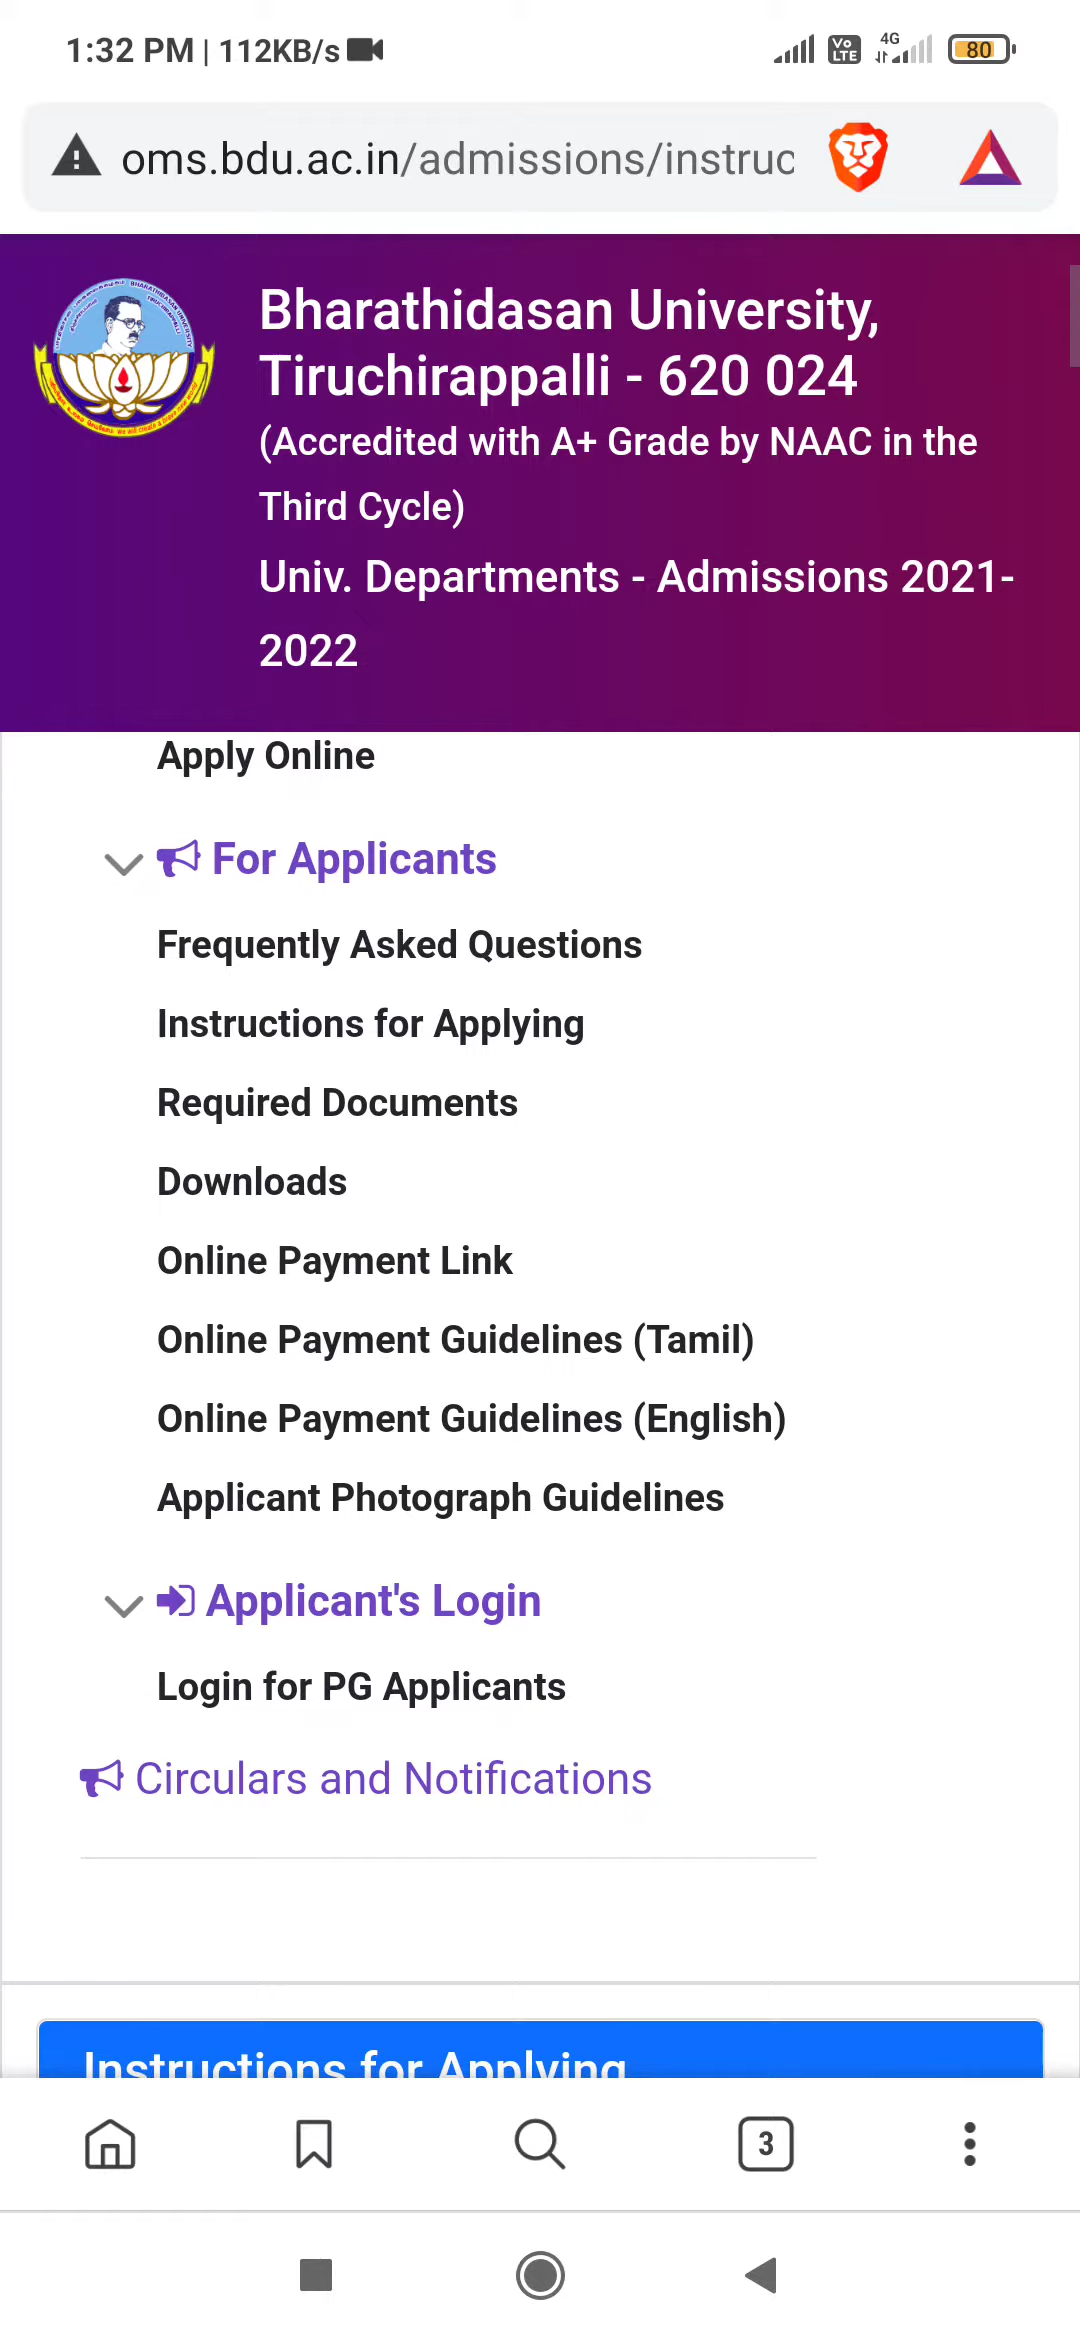 1:32 PM | 112KB/s
Vo LTE
4G
80
oms.bdu.ac.in/admissions/instruc
Bharathidasan University,
Tiruchirappalli - 620 024
(Accredited with A+ Grade by NAAC in the
Third Cycle)
Univ. Departments - Admissions 2021-
2022
Apply Online
For Applicants
Frequently Asked Questions
Instructions for Applying
Required Documents
Downloads
Online Payment Link
Online Payment Guidelines (Tamil)
Online Payment Guidelines (English)
Applicant Photograph Guidelines
Applicant's Login
Login for PG Applicants
Circulars and Notifications
Instructions for Applying
3